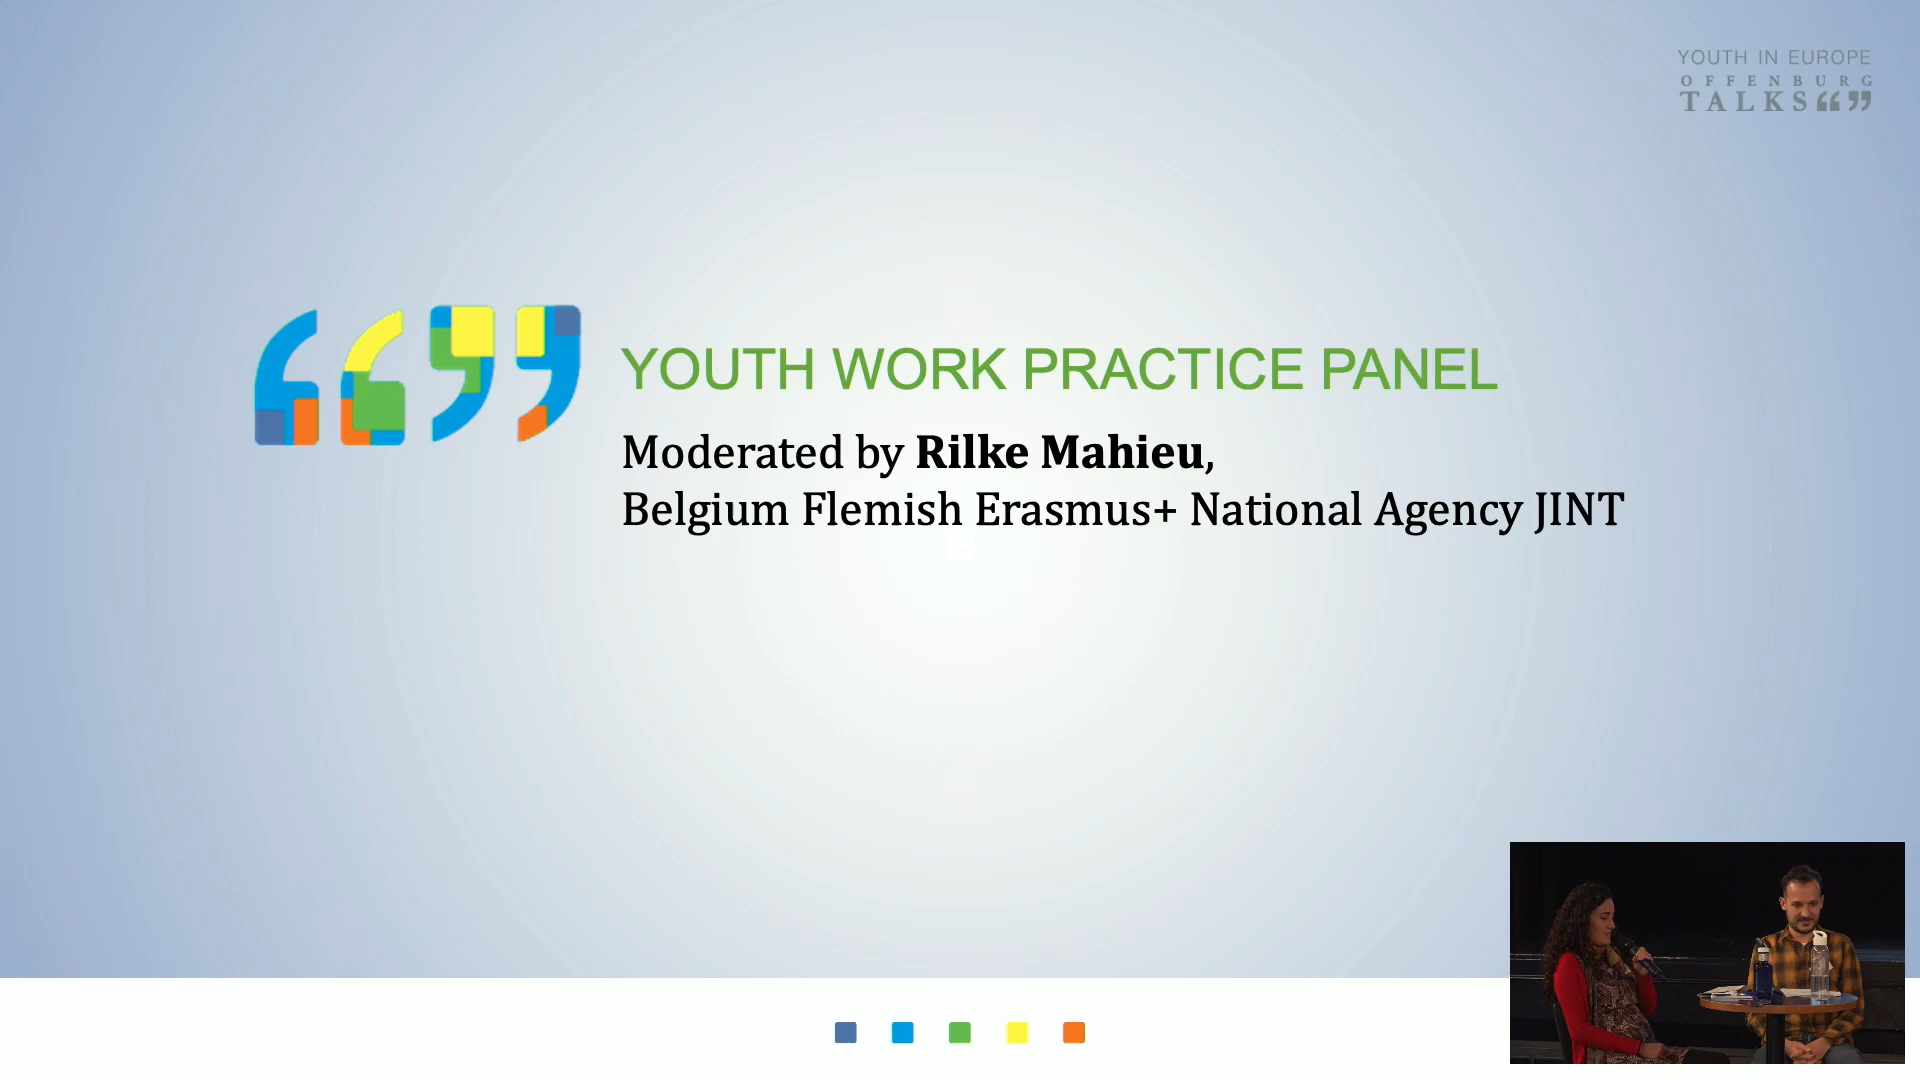 YOUTH IN EUROPE
OFFENBURG
TALKS
YOUTH WORK PRACTICE PANEL
Moderated by Rilke Mahieu,
Belgium Flemish Erasmus+ National Agency JINT